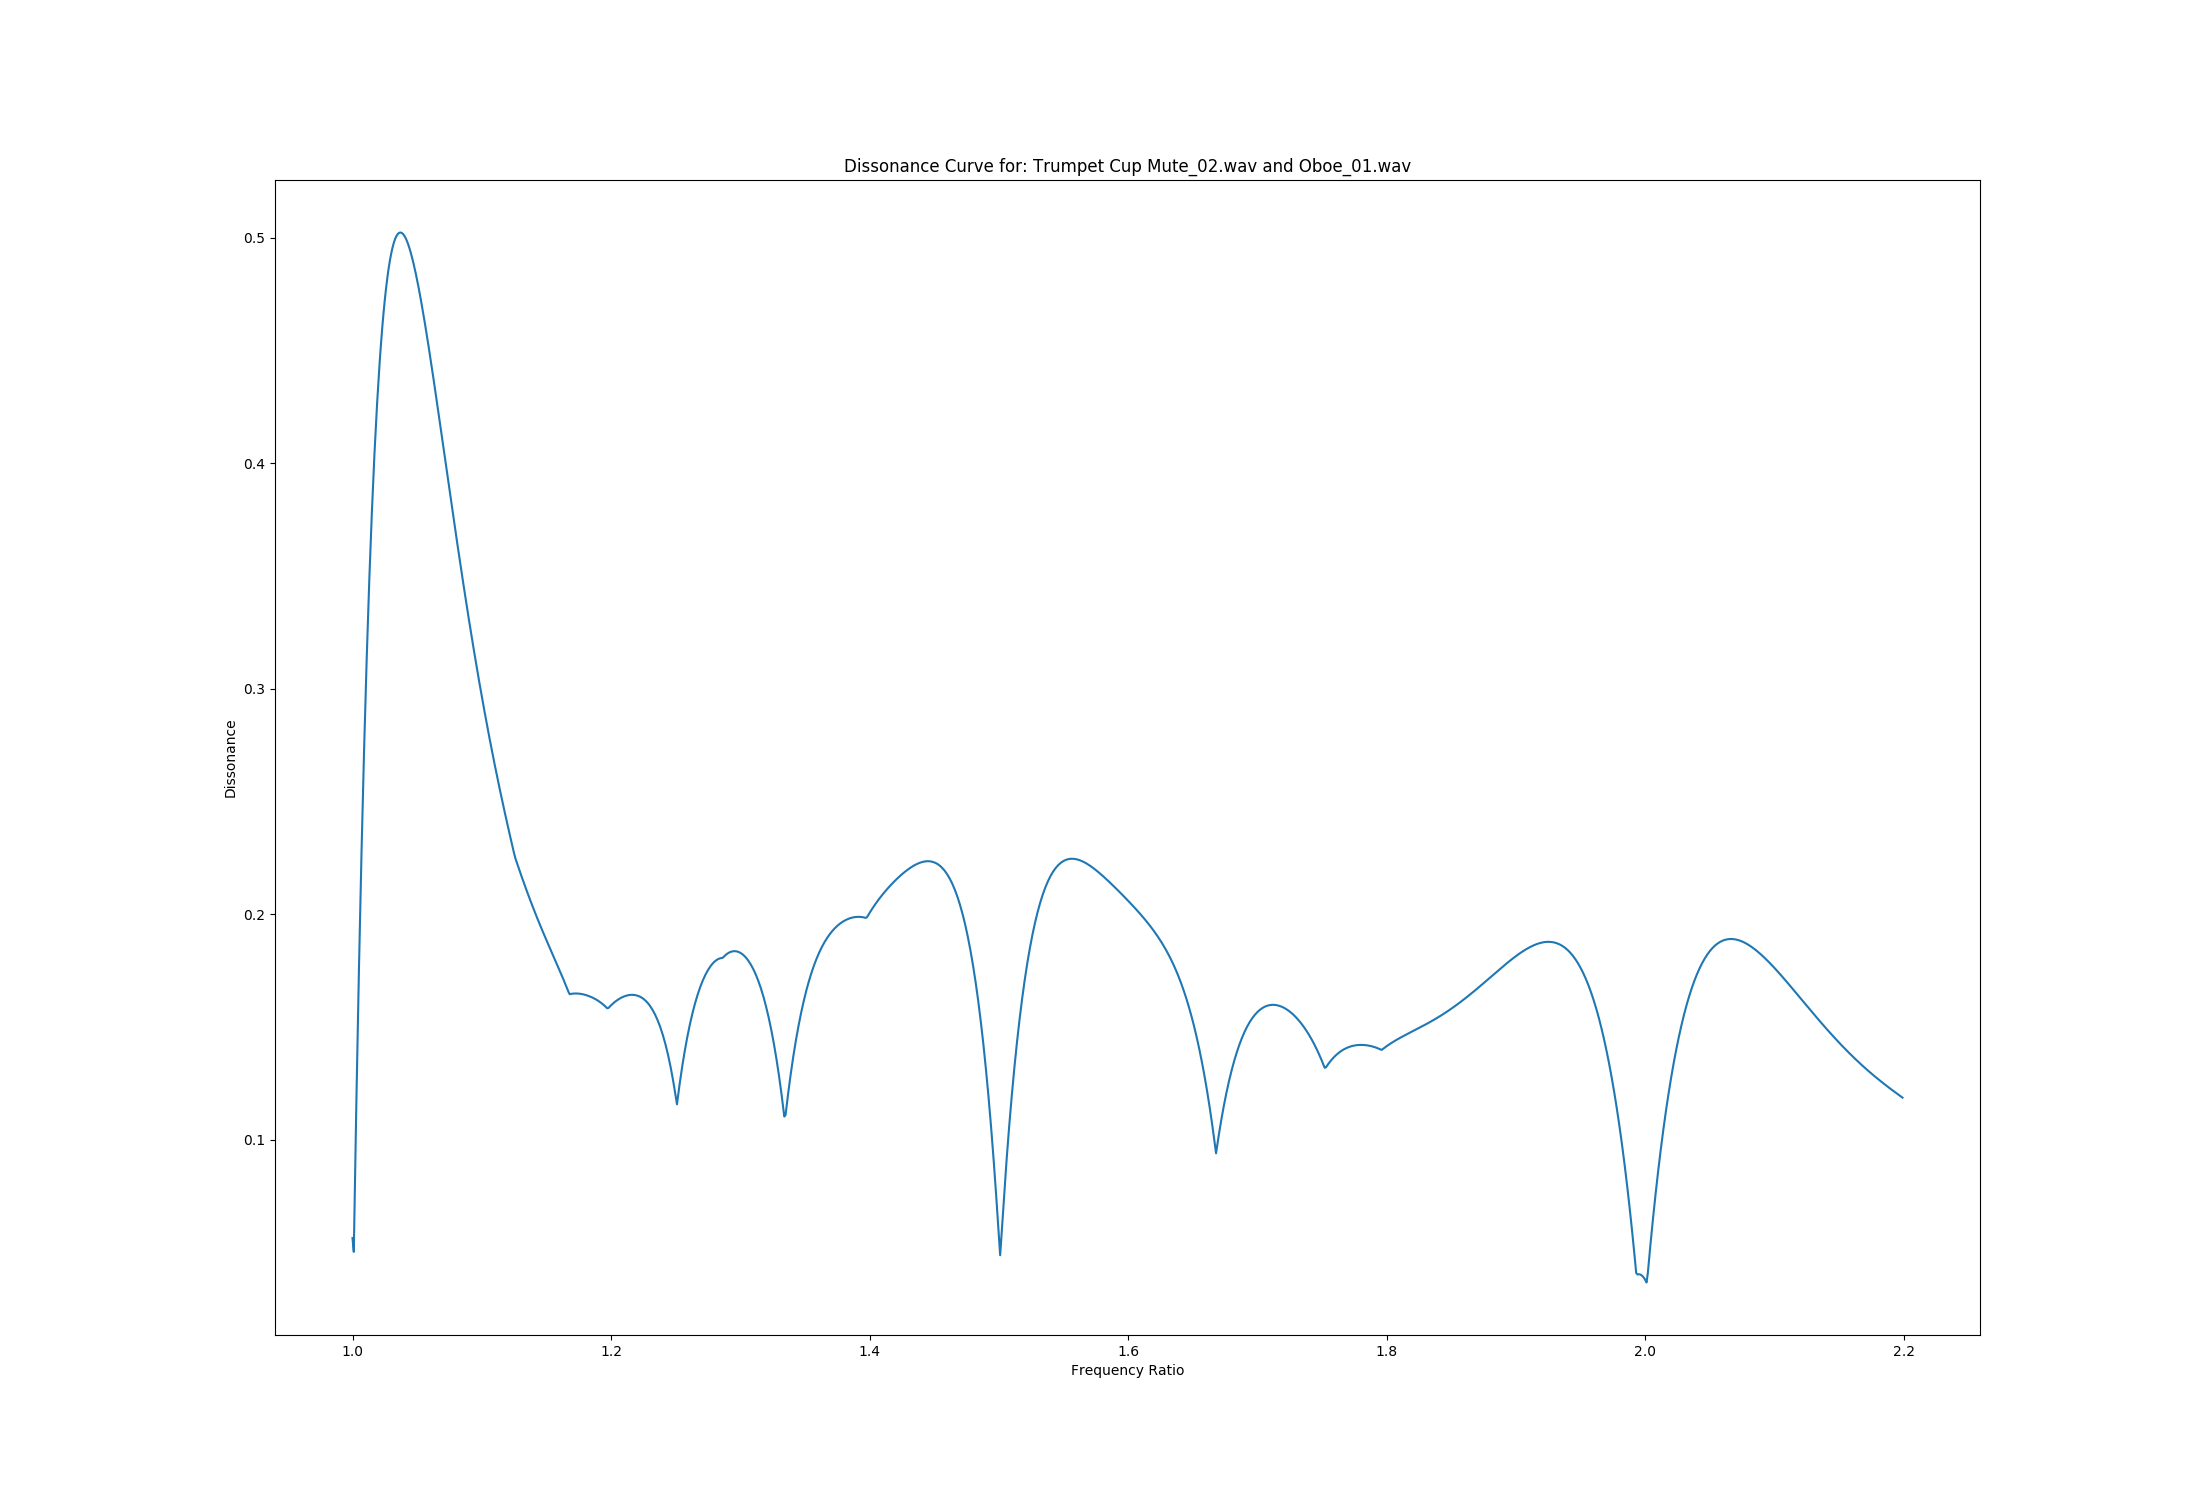 Dissonance Curve for: Trumpet Cup Mute_02.wav and Oboe_01.wav
0.5
0.4
0.3
0.2
0.1
Dissonance
1.0 1.2 1.4 1.6 1.8 2.0 2.2
Frequency Ratio